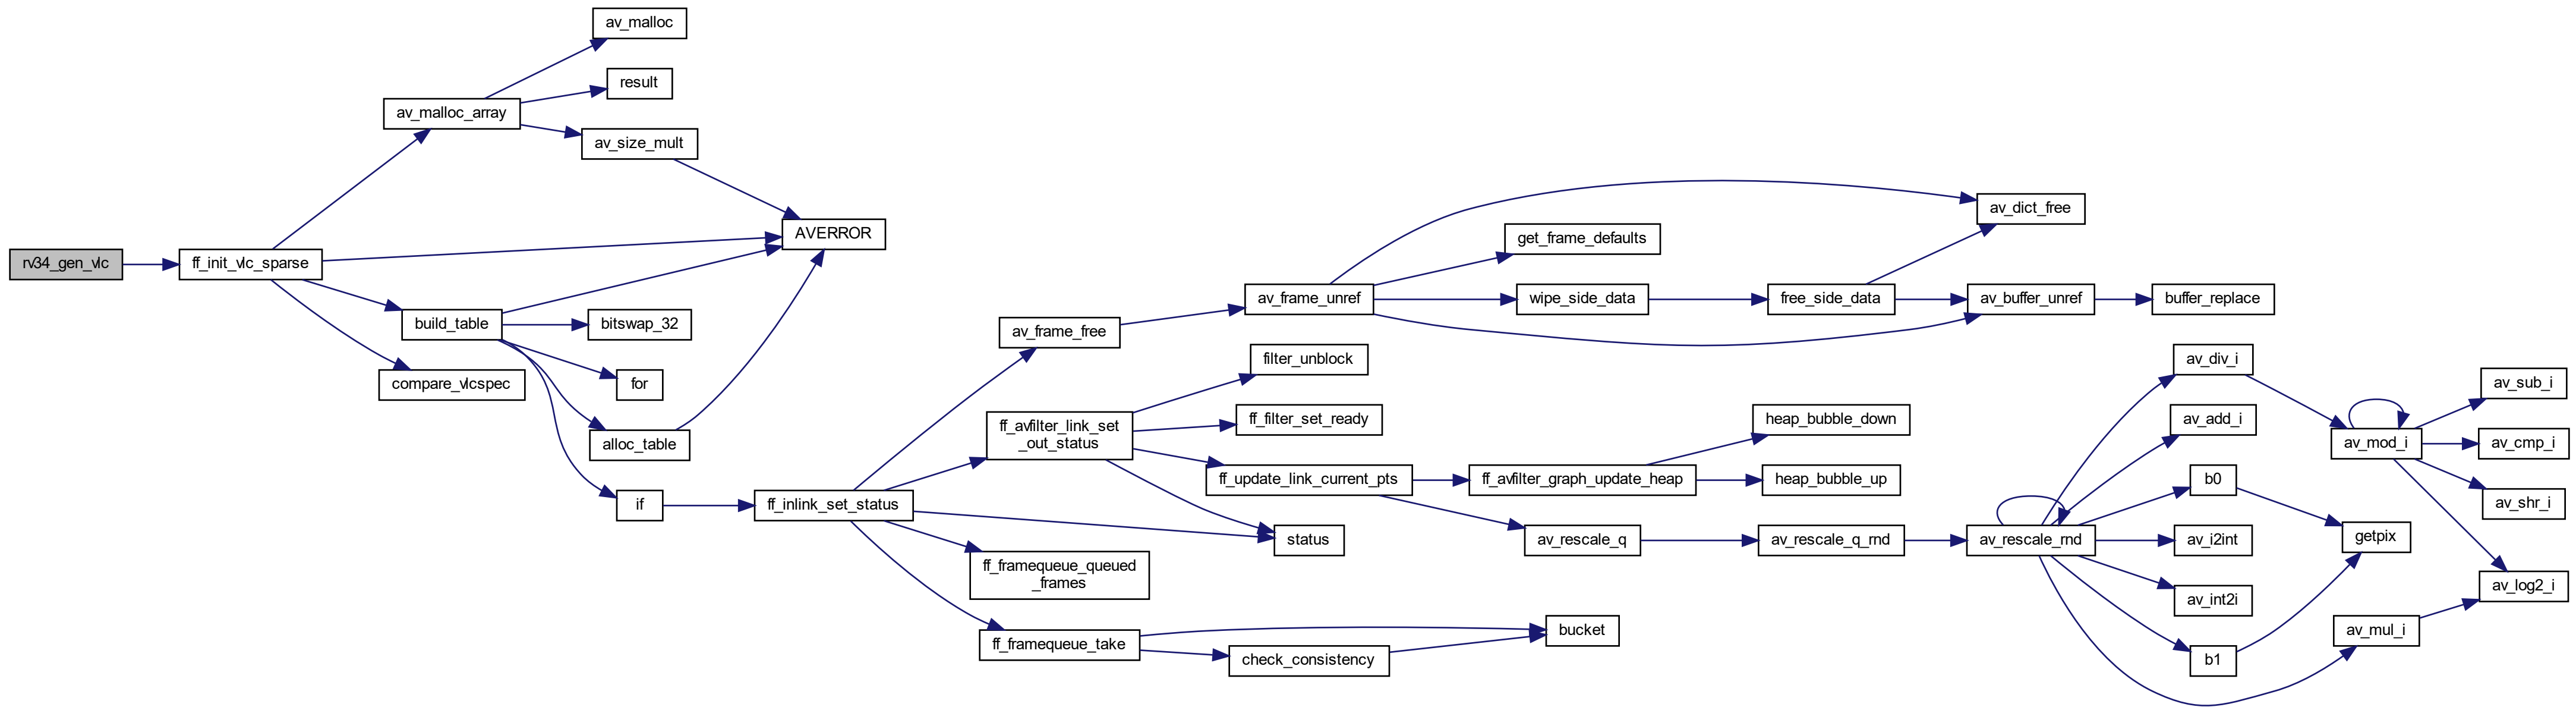 rv34_gen_vlc
ff_init_vlc_sparse
av_malloc_array
av_malloc
result
av_size_mult
AVERROR
build_table
bitswap_32
compare_vlcspec
for
alloc_table
if
ff_inlink_set_status
av_frame_free
ff_avfilter_link_set
_out_status
ff_framequeue_queued
_frames
ff_framequeue_take
av_frame_unref
filter_unblock
ff_filter_set_ready
ff_update_link_current_pts
status
check_consistency
get_frame_defaults
wipe_side_data
ff_avfilter_graph_update_heap
av_rescale_q
bucket
free_side_data
heap_bubble_down
heap_bubble_up
av_rescale_q_rnd
av_dict_free
av_buffer_unref
av_rescale_rnd
buffer_replace
av_div_i
av_add_i
b0
av_i2int
av_int2i
b1
av_mod_i
getpix
av_mul_i
av_sub_i
av_cmp_i
av_shr_i
av_log2_i